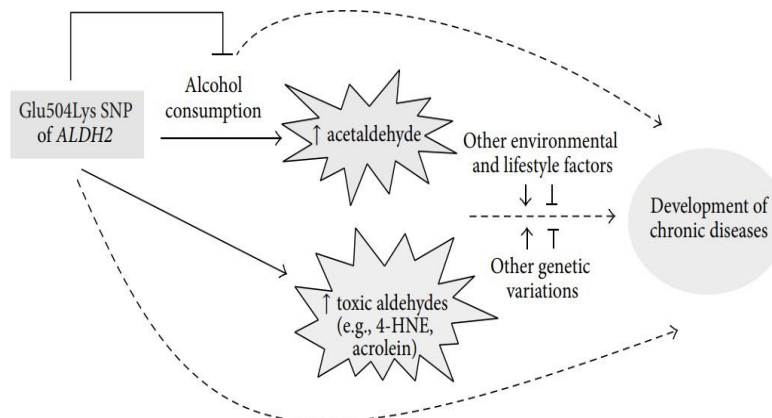 Glu504Lys SNP
of ALDH2
Alcohol
consumption
↑ acetaldehyde
↑ toxic aldehydes
(e.g., 4-HNE,
acrolein)
Other environmental
and lifestyle factors
Other genetic
variations
Development of
chronic diseases